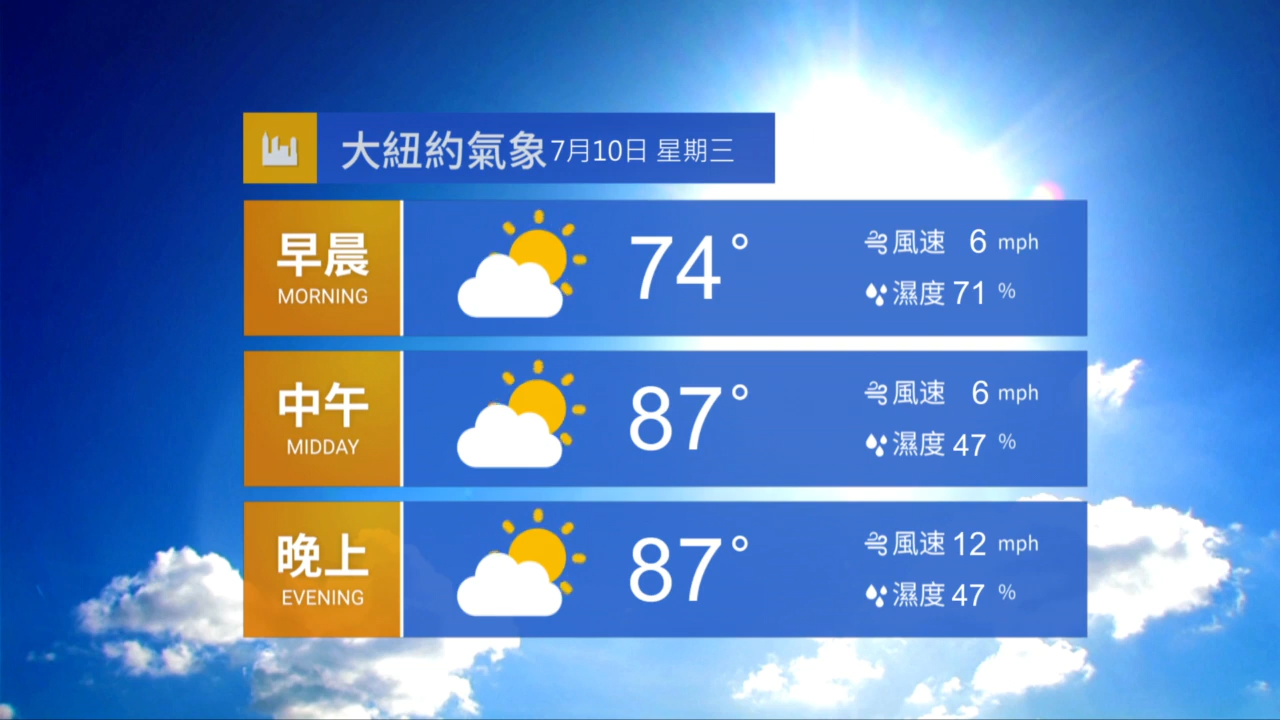 大紐約氣象 7月10日 星期三
早晨
MORNING
74°
風速 6 mph
濕度 71 %
中午
MIDDAY
87°
風速 6 mph
濕度 47 %
晚上
EVENING
87°
風速 12 mph
濕度 47 %